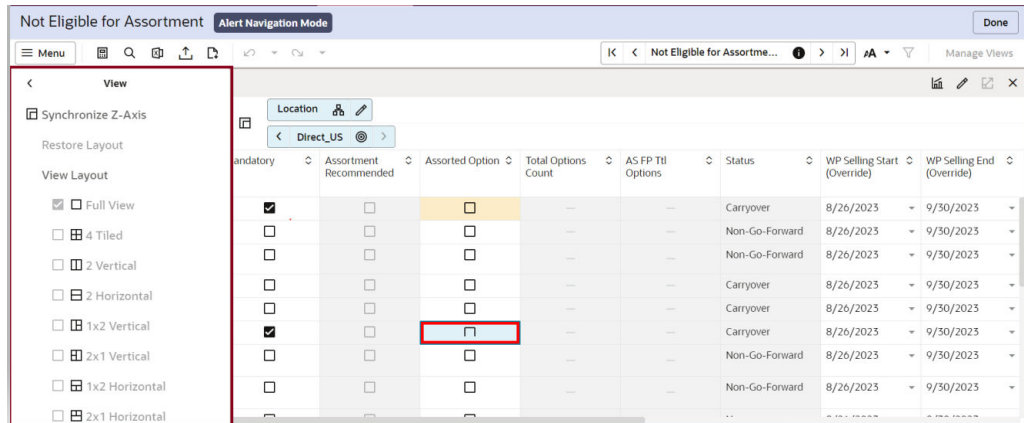 Not Eligible for Assortment Alert Navigation Mode Done
Menu Not Eligible for Assortme... AA Manage Views
View
Synchronize Z-Axis
Restore Layout
View Layout
Full View
4 Tiled
2 Vertical
2 Horizontal
1x2 Vertical
2x1 Vertical
1x2 Horizontal
2x1 Horizontal
Location
Direct_US
andatory Assortment Assorted Option Total Options AS FP Ttl Status WP Selling Start WP Selling End
Recommended Count Options (Override) (Override)
Carryover 8/26/2023 9/30/2023
Non-Go-Forward 8/26/2023 9/30/2023
Non-Go-Forward 8/26/2023 9/30/2023
Carryover 8/26/2023 9/30/2023
Carryover 8/26/2023 9/30/2023
Carryover 8/26/2023 9/30/2023
Non-Go-Forward 8/26/2023 9/30/2023
Non-Go-Forward 8/26/2023 9/30/2023